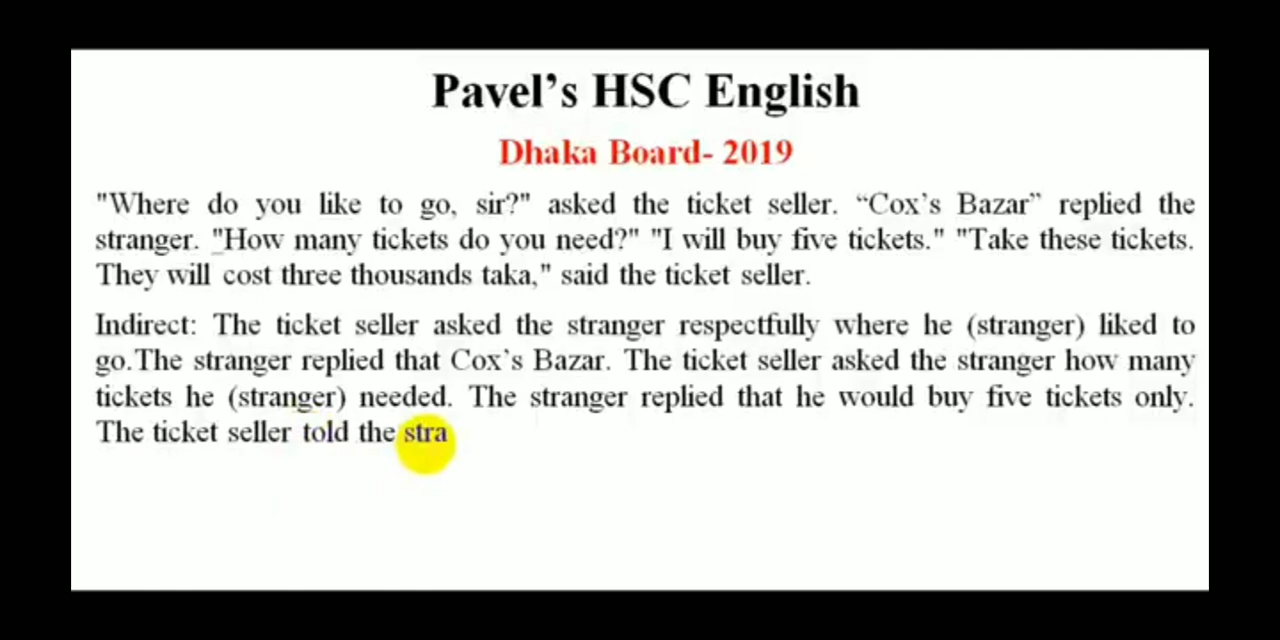 Pavel’s HSC English
Dhaka Board- 2019
"Where do you like to go, sir?" asked the ticket seller. “Cox’s Bazar” replied the
stranger. "How many tickets do you need?" "I will buy five tickets." "Take these tickets.
They will cost three thousands taka," said the ticket seller.
Indirect: The ticket seller asked the stranger respectfully where he (stranger) liked to
go.The stranger replied that Cox’s Bazar. The ticket seller asked the stranger how many
tickets he (stranger) needed. The stranger replied that he would buy five tickets only.
The ticket seller told the stra